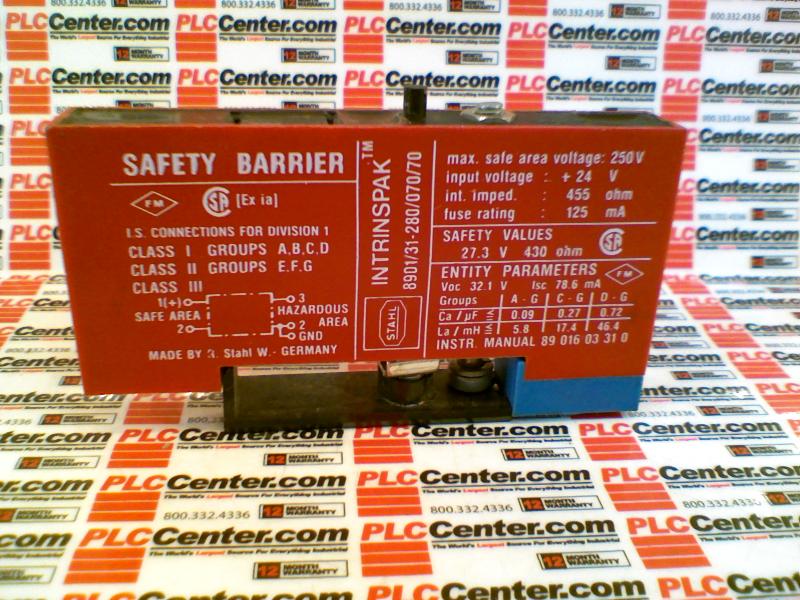 SAFETY BARRIER
FM SA [Ex ia]
I.S. CONNECTIONS FOR DIVISION 1
CLASS I GROUPS A,B,C,D
CLASS II GROUPS E,F,G
CLASS III
1(+) 3
HAZARDOUS
SAFE AREA AREA
2 2
GND
MADE BY R. Stahl W.- GERMANY
INTRINSPAK™
8901/31-280/070/70
STAHL
max. safe area voltage: 250V
input voltage : + 24 V
int. imped. : 455 ohm
fuse rating : 125 mA
SAFETY VALUES
27.3 V 430 ohm SA
ENTITY PARAMETERS FM
Voc 32.1 V Isc 78.6 mA
Groups A - G C - G D - G
Ca / µF 0.09 0.27 0.72
La / mH 5.8 17.4 46.4
INSTR. MANUAL 89 016 03 31 0
PLCCenter.com
The World's Largest Source For Everything Industrial
800.332.4336
12 MONTH WARRANTY